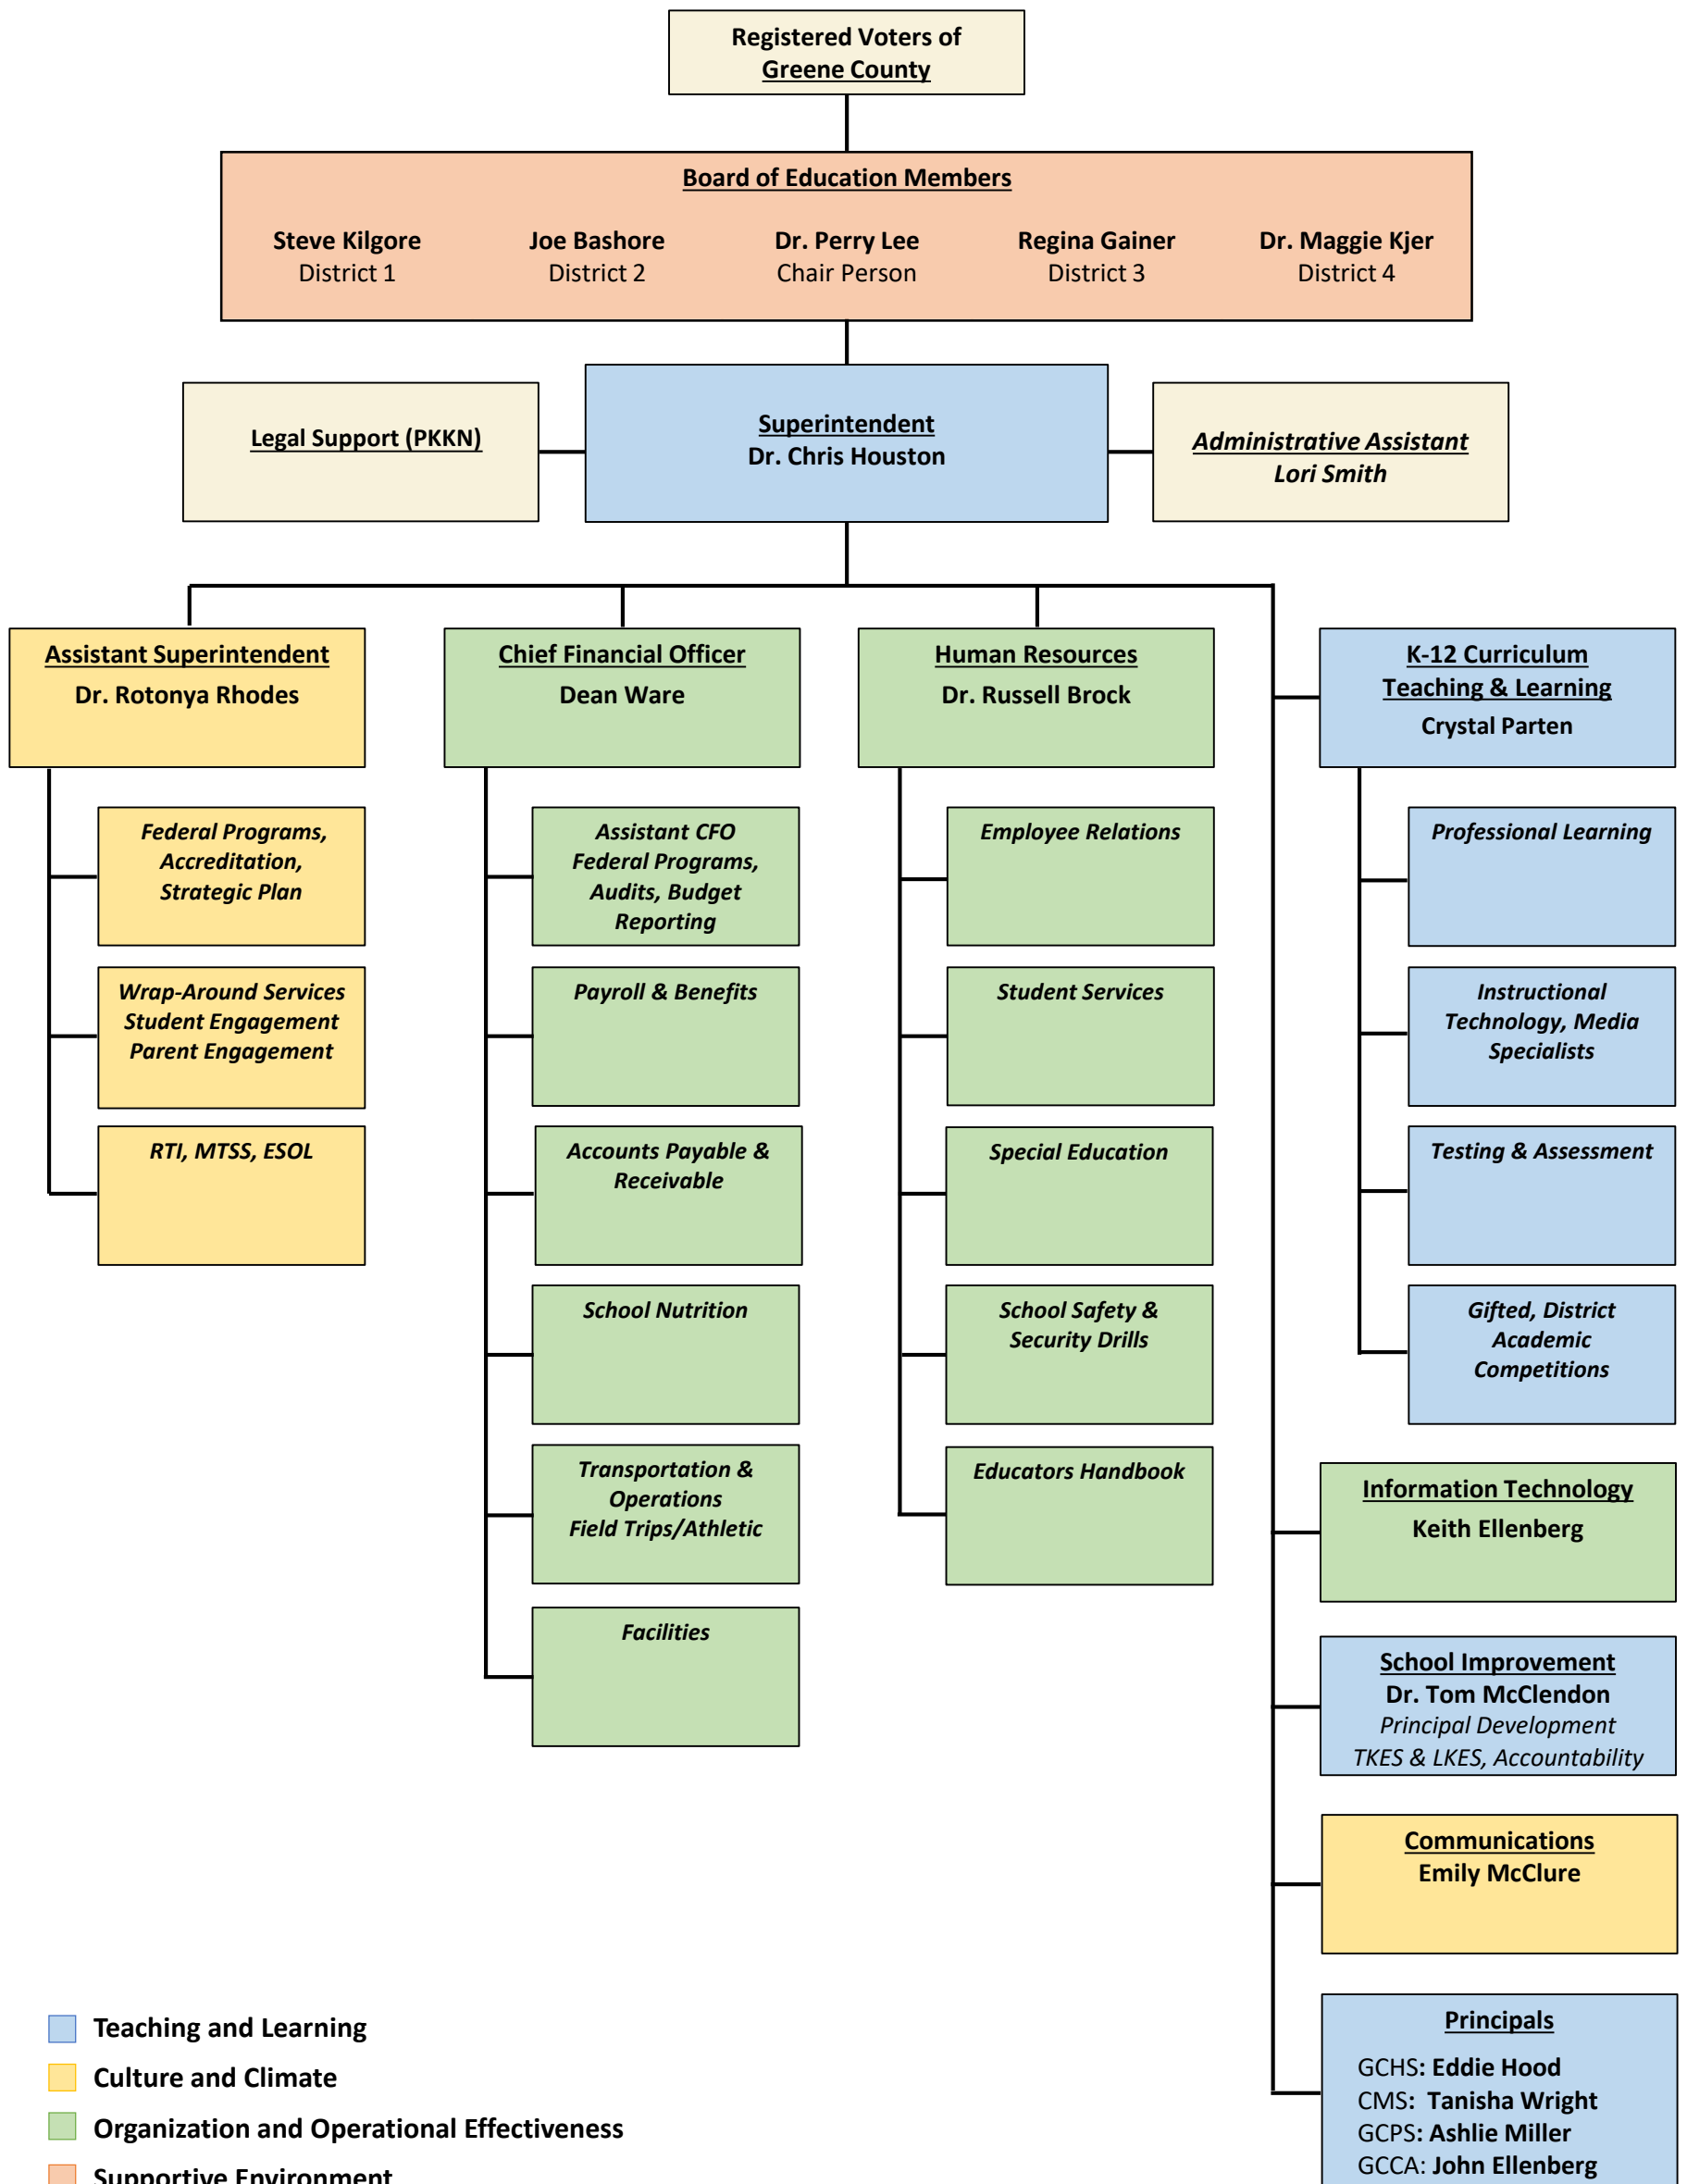 Registered Voters of
Greene County
Board of Education Members
Steve Kilgore
District 1
Joe Bashore
District 2
Dr. Perry Lee
Chair Person
Regina Gainer
District 3
Dr. Maggie Kjer
District 4
Legal Support (PKKN)
Superintendent
Dr. Chris Houston
Administrative Assistant
Lori Smith
Assistant Superintendent
Dr. Rotonya Rhodes
Federal Programs,
Accreditation,
Strategic Plan
Wrap-Around Services
Student Engagement
Parent Engagement
RTI, MTSS, ESOL
Chief Financial Officer
Dean Ware
Assistant CFO
Federal Programs,
Audits, Budget
Reporting
Payroll & Benefits
Accounts Payable &
Receivable
School Nutrition
Transportation &
Operations
Field Trips/Athletic
Facilities
Human Resources
Dr. Russell Brock
Employee Relations
Student Services
Special Education
School Safety &
Security Drills
Educators Handbook
K-12 Curriculum
Teaching & Learning
Crystal Parten
Professional Learning
Instructional
Technology, Media
Specialists
Testing & Assessment
Gifted, District
Academic
Competitions
Information Technology
Keith Ellenberg
School Improvement
Dr. Tom McClendon
Principal Development
TKES & LKES, Accountability
Communications
Emily McClure
Principals
GCHS: Eddie Hood
CMS: Tanisha Wright
GCPS: Ashlie Miller
GCCA: John Ellenberg
Teaching and Learning
Culture and Climate
Organization and Operational Effectiveness
Supportive Environment